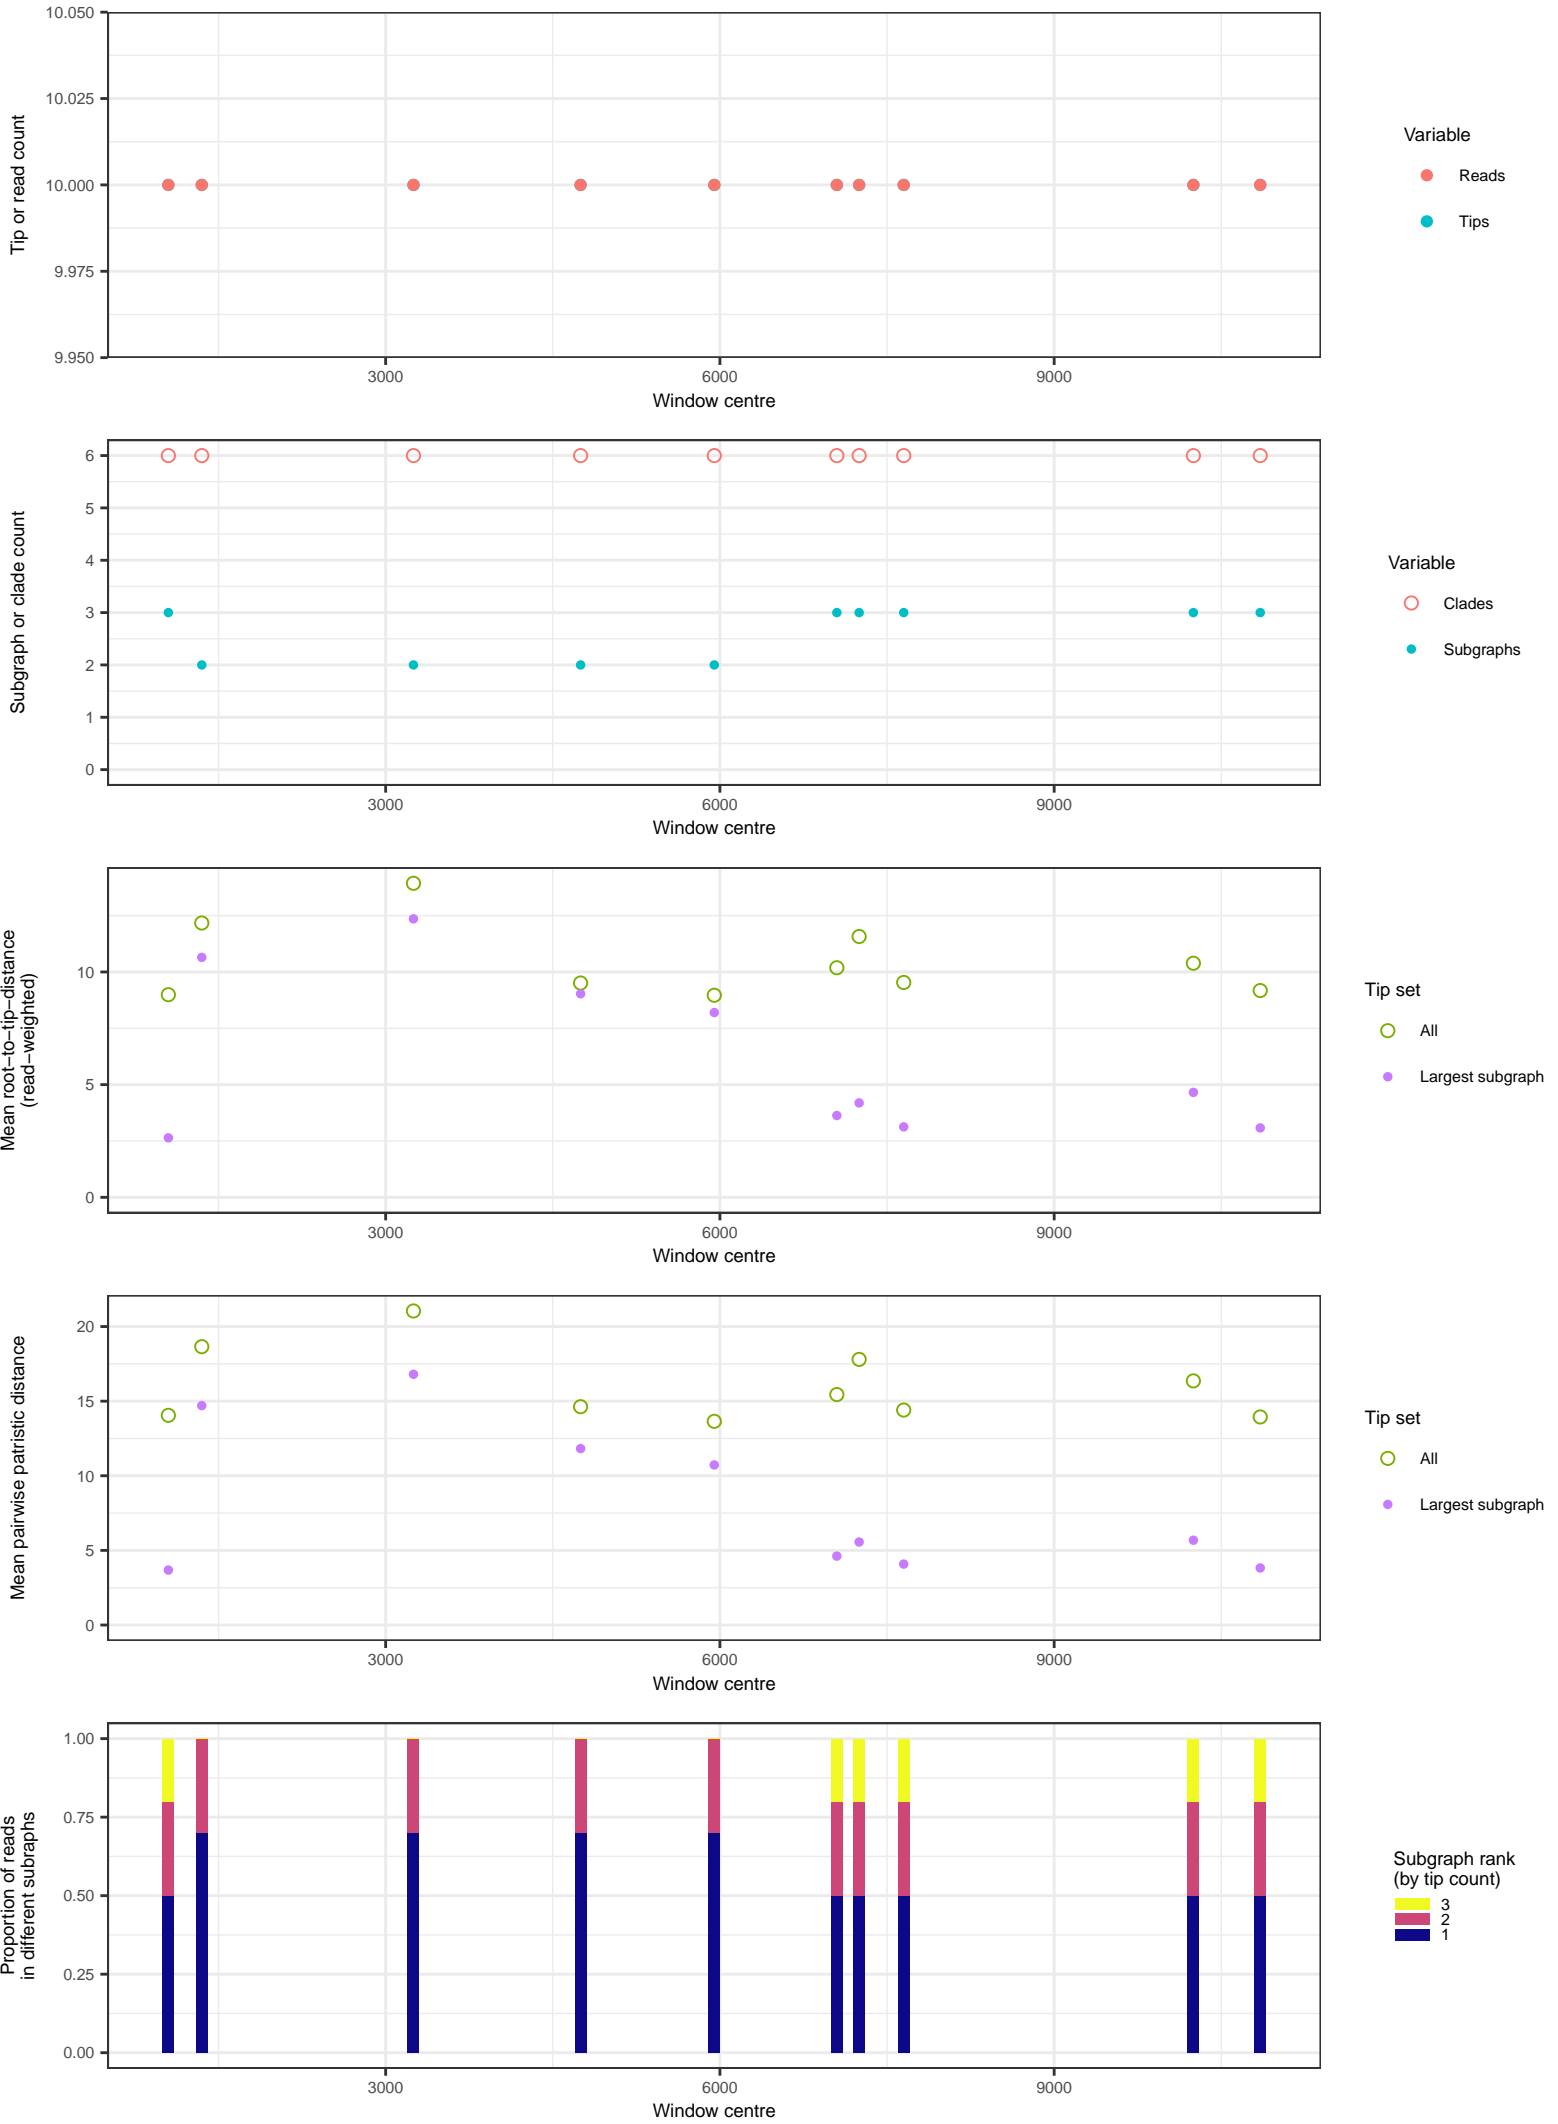 10.050
10.025
10.000
9.975
9.950
Tip or read count
3000
6000
9000
Window centre
Variable
Reads
Tips
6
5
4
3
2
1
0
Subgraph or clade count
3000
6000
9000
Window centre
Variable
Clades
Subgraphs
10
5
0
Mean root−to−tip−distance
(read−weighted)
3000
6000
9000
Window centre
Tip set
All
Largest subgraph
20
15
10
5
0
Mean pairwise patristic distance
3000
6000
9000
Window centre
Tip set
All
Largest subgraph
1.00
0.75
0.50
0.25
0.00
Proportion of reads
in different subraphs
3000
6000
9000
Window centre
Subgraph rank
(by tip count)
3
2
1